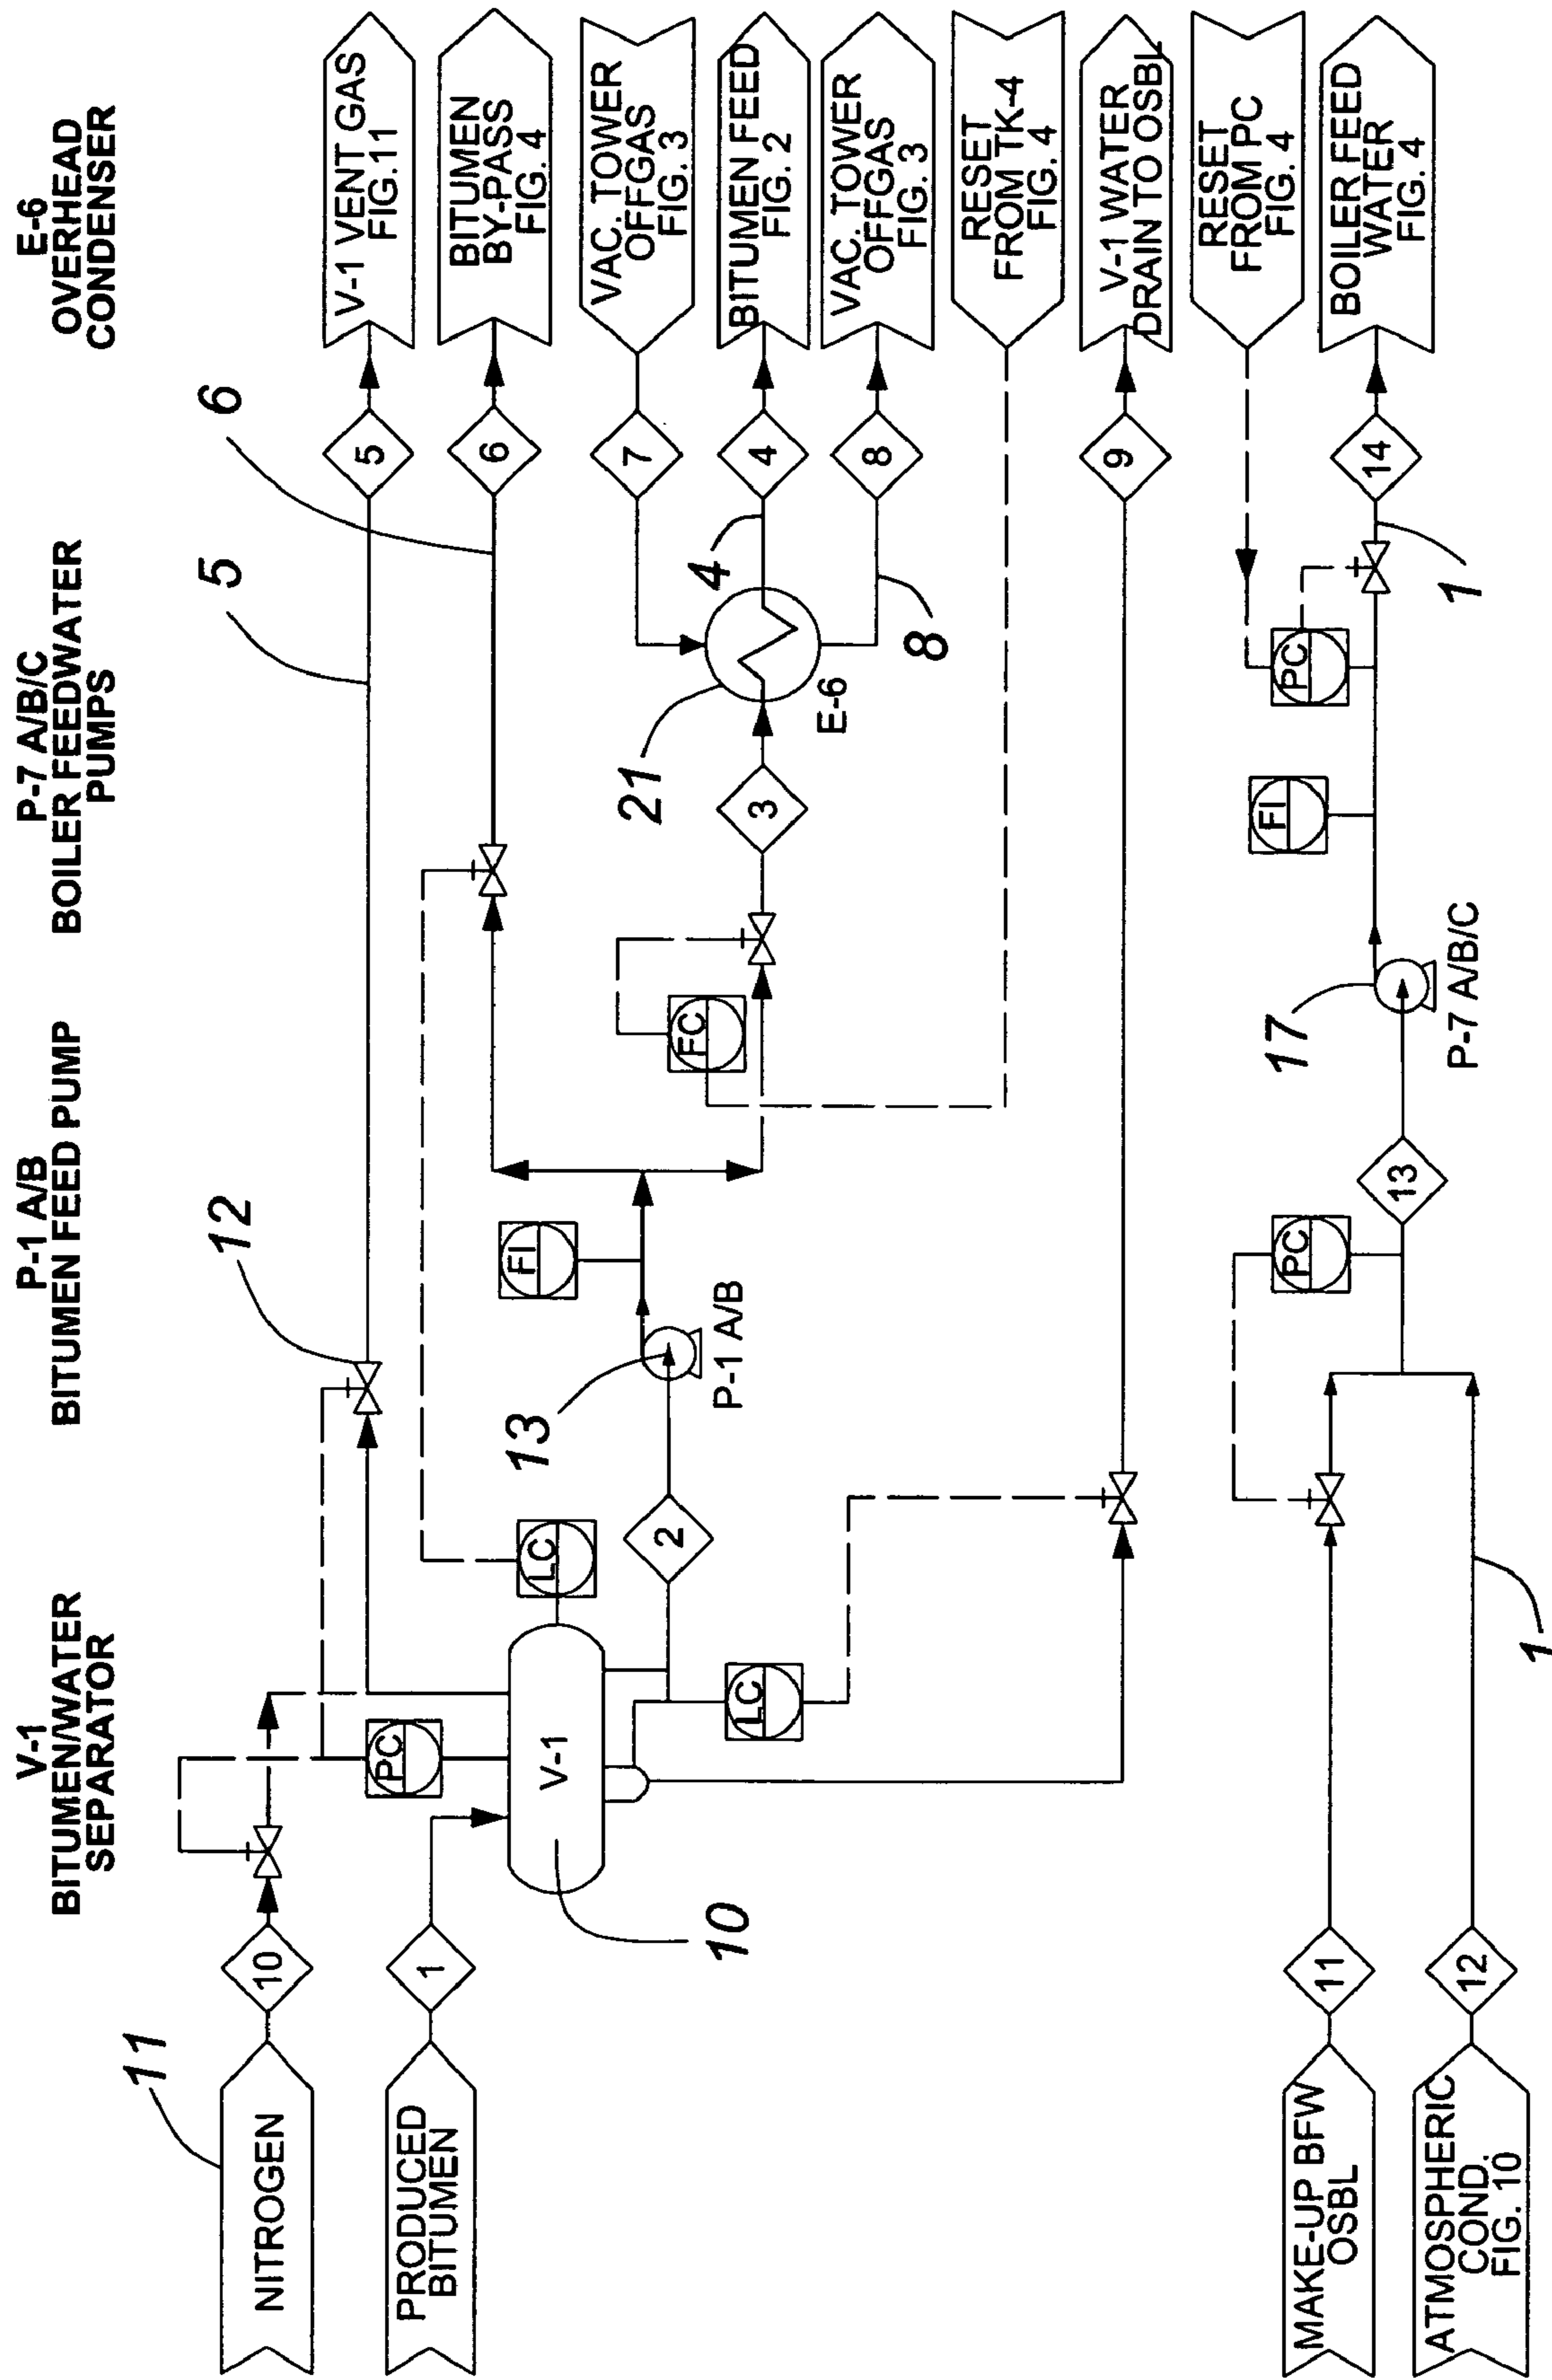 V-1
BITUMEN/WATER
SEPARATOR
P-1 A/B
BITUMEN FEED PUMP
P-7 A/B/C
BOILER FEEDWATER
PUMPS
E-6
OVERHEAD
CONDENSER
11
NITROGEN
10
PRODUCED
BITUMEN
1
PC
V-1
10
LC
LC
2
12
13
P-1 A/B
FI
FC
3
21
E-6
5
6
4
8
5
V-1 VENT GAS
FIG.11
6
BITUMEN
BY-PASS
FIG. 4
7
VAC. TOWER
OFFGAS
FIG. 3
4
BITUMEN FEED
FIG. 2
8
VAC. TOWER
OFFGAS
FIG. 3
RESET
FROM TK-4
FIG. 4
9
V-1 WATER
DRAIN TO OSBL
RESET
FROM PC
FIG. 4
MAKE-UP BFW
OSBL
11
ATMOSPHERIC
COND.
FIG. 10
12
1
PC
13
17
P-7 A/B/C
FI
PC
1
14
BOILER FEED
WATER
FIG. 4